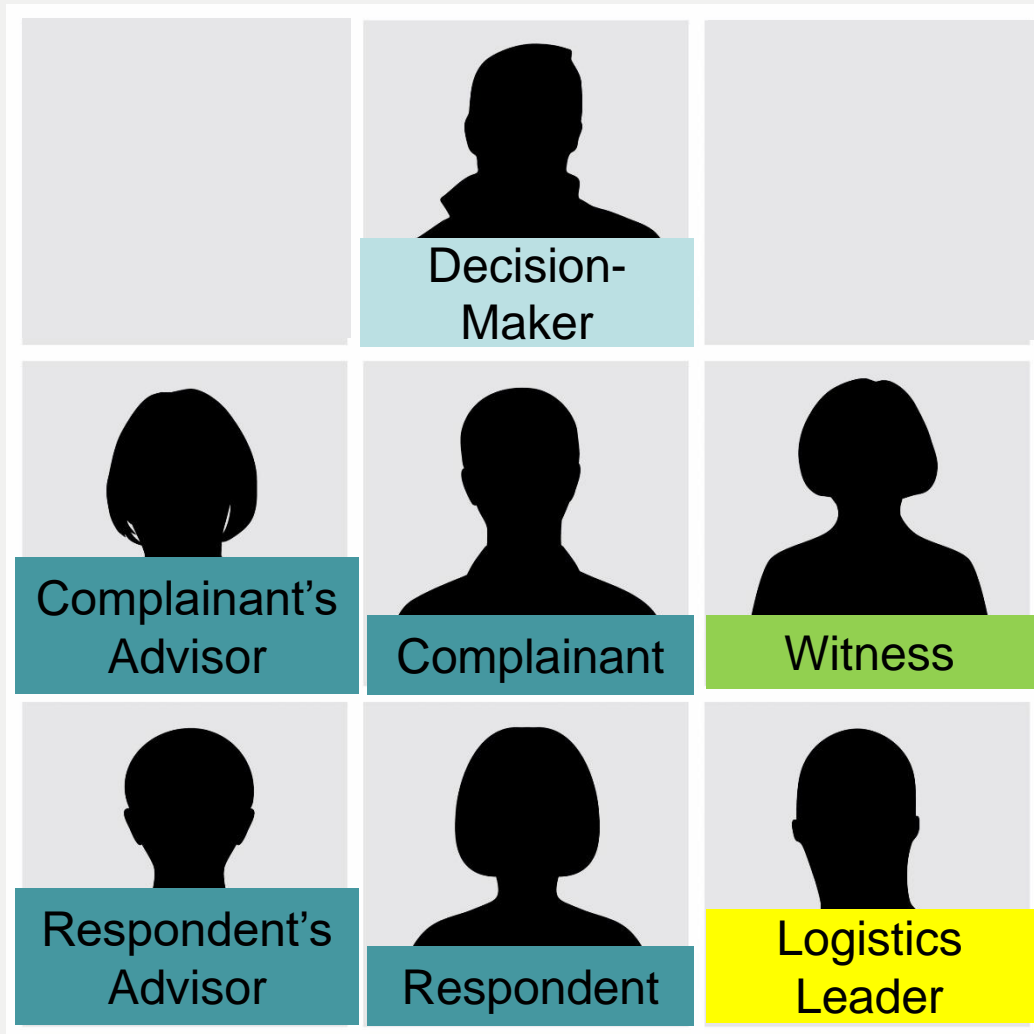 Decision-
Maker
Complainant’s
Advisor
Complainant
Witness
Respondent’s
Advisor
Respondent
Logistics
Leader